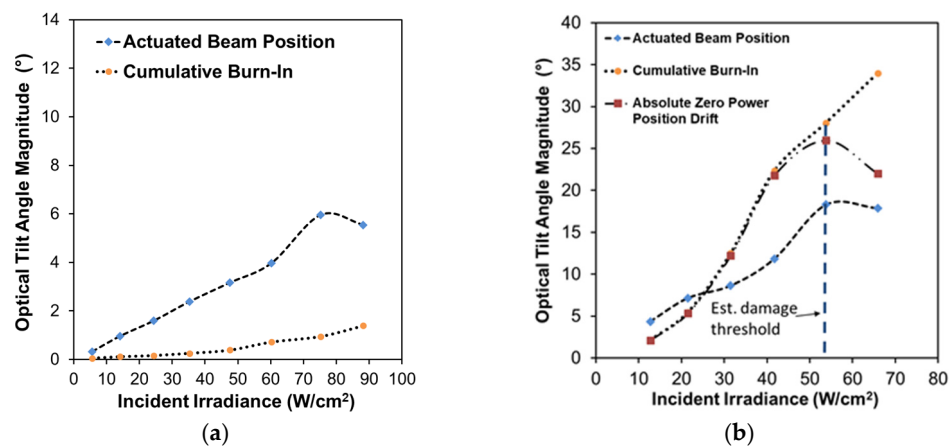 14
12
10
8
6
4
2
0
Optical Tilt Angle Magnitude (°)
Actuated Beam Position
Cumulative Burn-In
0 10 20 30 40 50 60 70 80 90 100
Incident Irradiance (W/cm²)
(a)
40
35
30
25
20
15
10
5
0
Optical Tilt Angle Magnitude (°)
Actuated Beam Position
Cumulative Burn-In
Absolute Zero Power
Position Drift
Est. damage
threshold
0 10 20 30 40 50 60 70 80
Incident Irradiance (W/cm²)
(b)